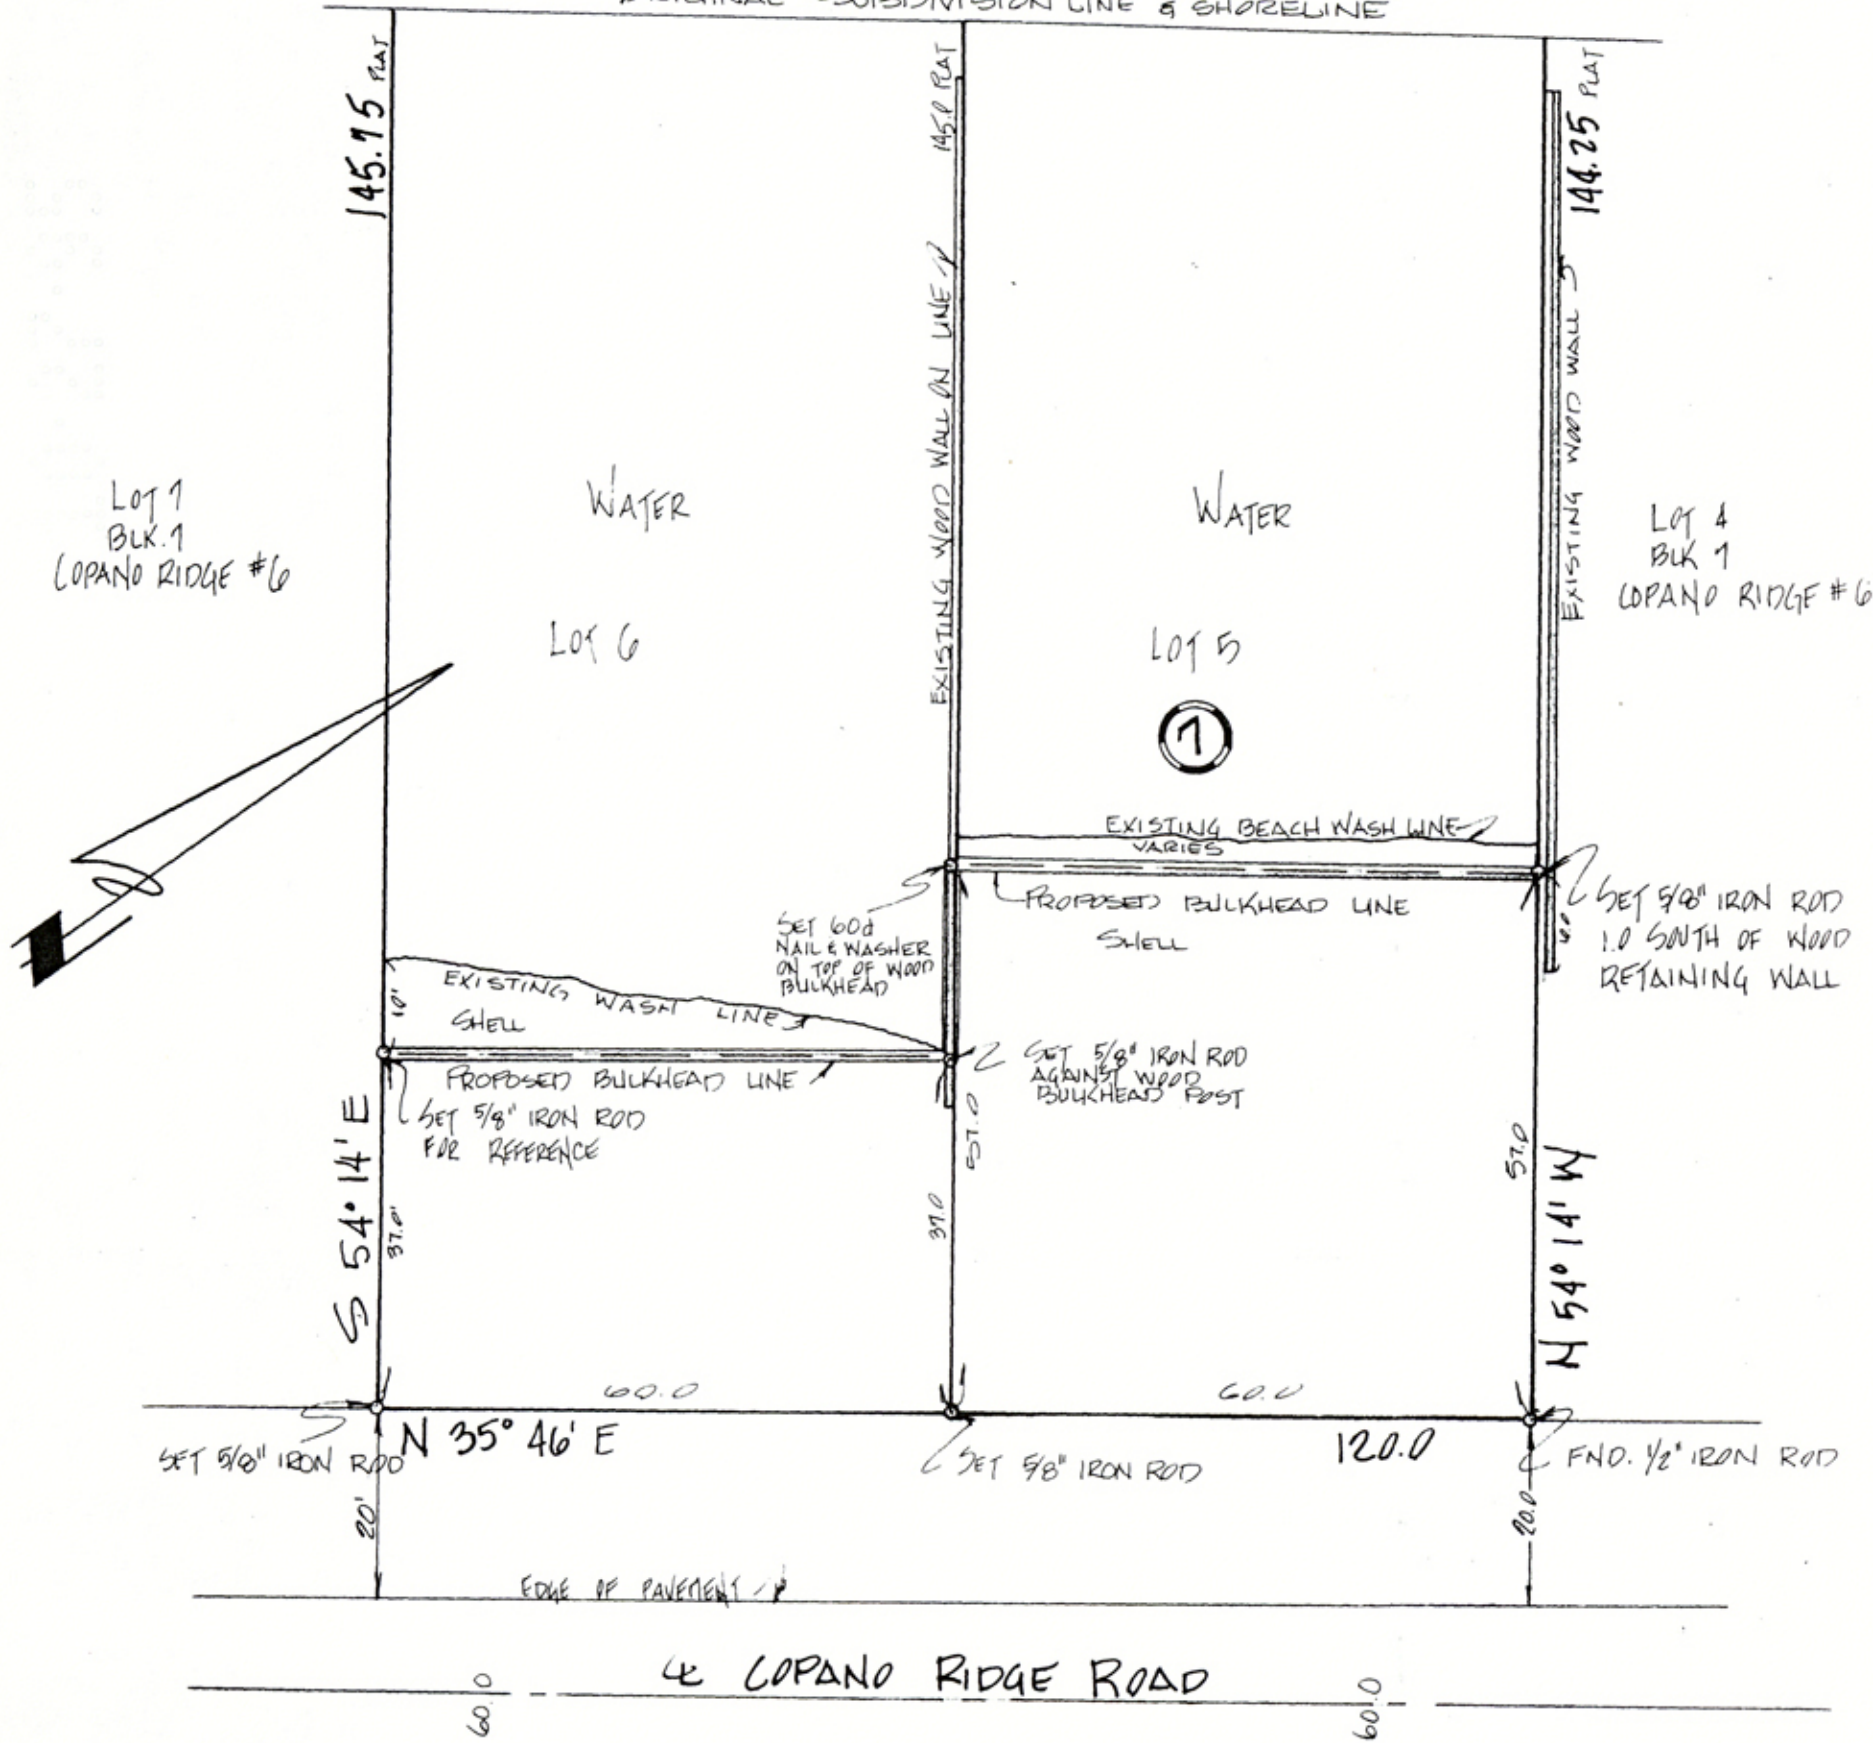 ORIGINAL SUBDIVISION LINE & SHORELINE
145.75 PLAT
145.0 PLAT
144.25 PLAT
EXISTING WOOD WALL ON LINE
EXISTING WOOD WALL
LOT 7
BLK. 7
COPANO RIDGE #6
WATER
LOT 6
WATER
LOT 5
7
LOT 4
BLK 7
COPANO RIDGE #6
EXISTING BEACH WASH LINE
VARIES
PROPOSED BULKHEAD LINE
SHELL
SET 60d
NAIL & WASHER
ON TOP OF WOOD
BULKHEAD
SET 5/8" IRON ROD
1.0 SOUTH OF WOOD
RETAINING WALL
EXISTING WASH LINE
SHELL
10'
PROPOSED BULKHEAD LINE
SET 5/8" IRON ROD
FOR REFERENCE
SET 5/8" IRON ROD
AGAINST WOOD
BULKHEAD POST
S 54° 14' E
37.0'
37.0
57.0
57.0
N 54° 14' W
60.0
60.0
N 35° 46' E
120.0
SET 5/8" IRON ROD
SET 5/8" IRON ROD
FND. 1/2" IRON ROD
20'
20.0
EDGE OF PAVEMENT
℄ COPANO RIDGE ROAD
60.0
60.0